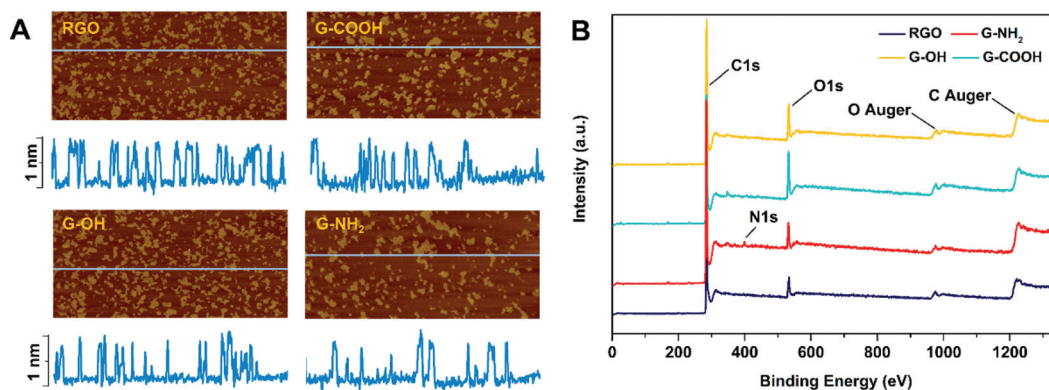 A
RGO
G-COOH
1 nm
G-OH
G-NH₂
1 nm
B
RGO
G-NH₂
G-OH
G-COOH
C1s
O1s
O Auger
C Auger
N1s
Intensity (a.u.)
0 200 400 600 800 1000 1200
Binding Energy (eV)